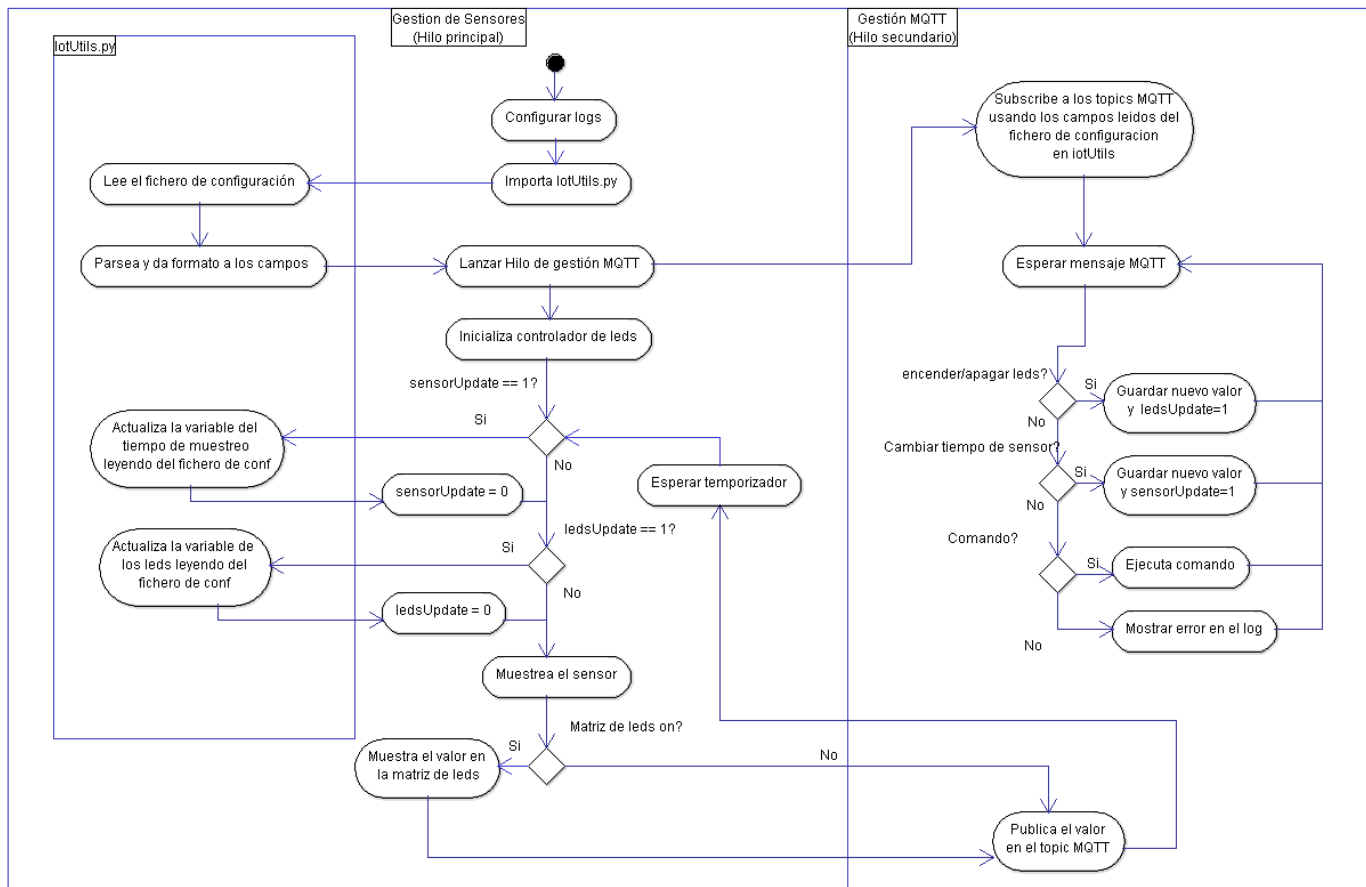 Gestion de Sensores
(Hilo principal)
Gestión MQTT
(Hilo secundario)
IotUtils.py
Configurar logs
Importa IotUtils.py
Lee el fichero de configuración
Parsea y da formato a los campos
Lanzar Hilo de gestión MQTT
Inicializa controlador de leds
sensorUpdate == 1?
Si
No
Actualiza la variable del
tiempo de muestreo
leyendo del fichero de conf
sensorUpdate = 0
Esperar temporizador
ledsUpdate == 1?
Si
No
Actualiza la variable de
los leds leyendo del
fichero de conf
ledsUpdate = 0
Muestrea el sensor
Matriz de leds on?
Si
No
Muestra el valor en
la matriz de leds
Publica el valor
en el topic MQTT
Subscribe a los topics MQTT
usando los campos leidos del
fichero de configuracion
en iotUtils
Esperar mensaje MQTT
encender/apagar leds?
Si
No
Guardar nuevo valor
y ledsUpdate=1
Cambiar tiempo de sensor?
Si
No
Guardar nuevo valor
y sensorUpdate=1
Comando?
Si
No
Ejecuta comando
Mostrar error en el log